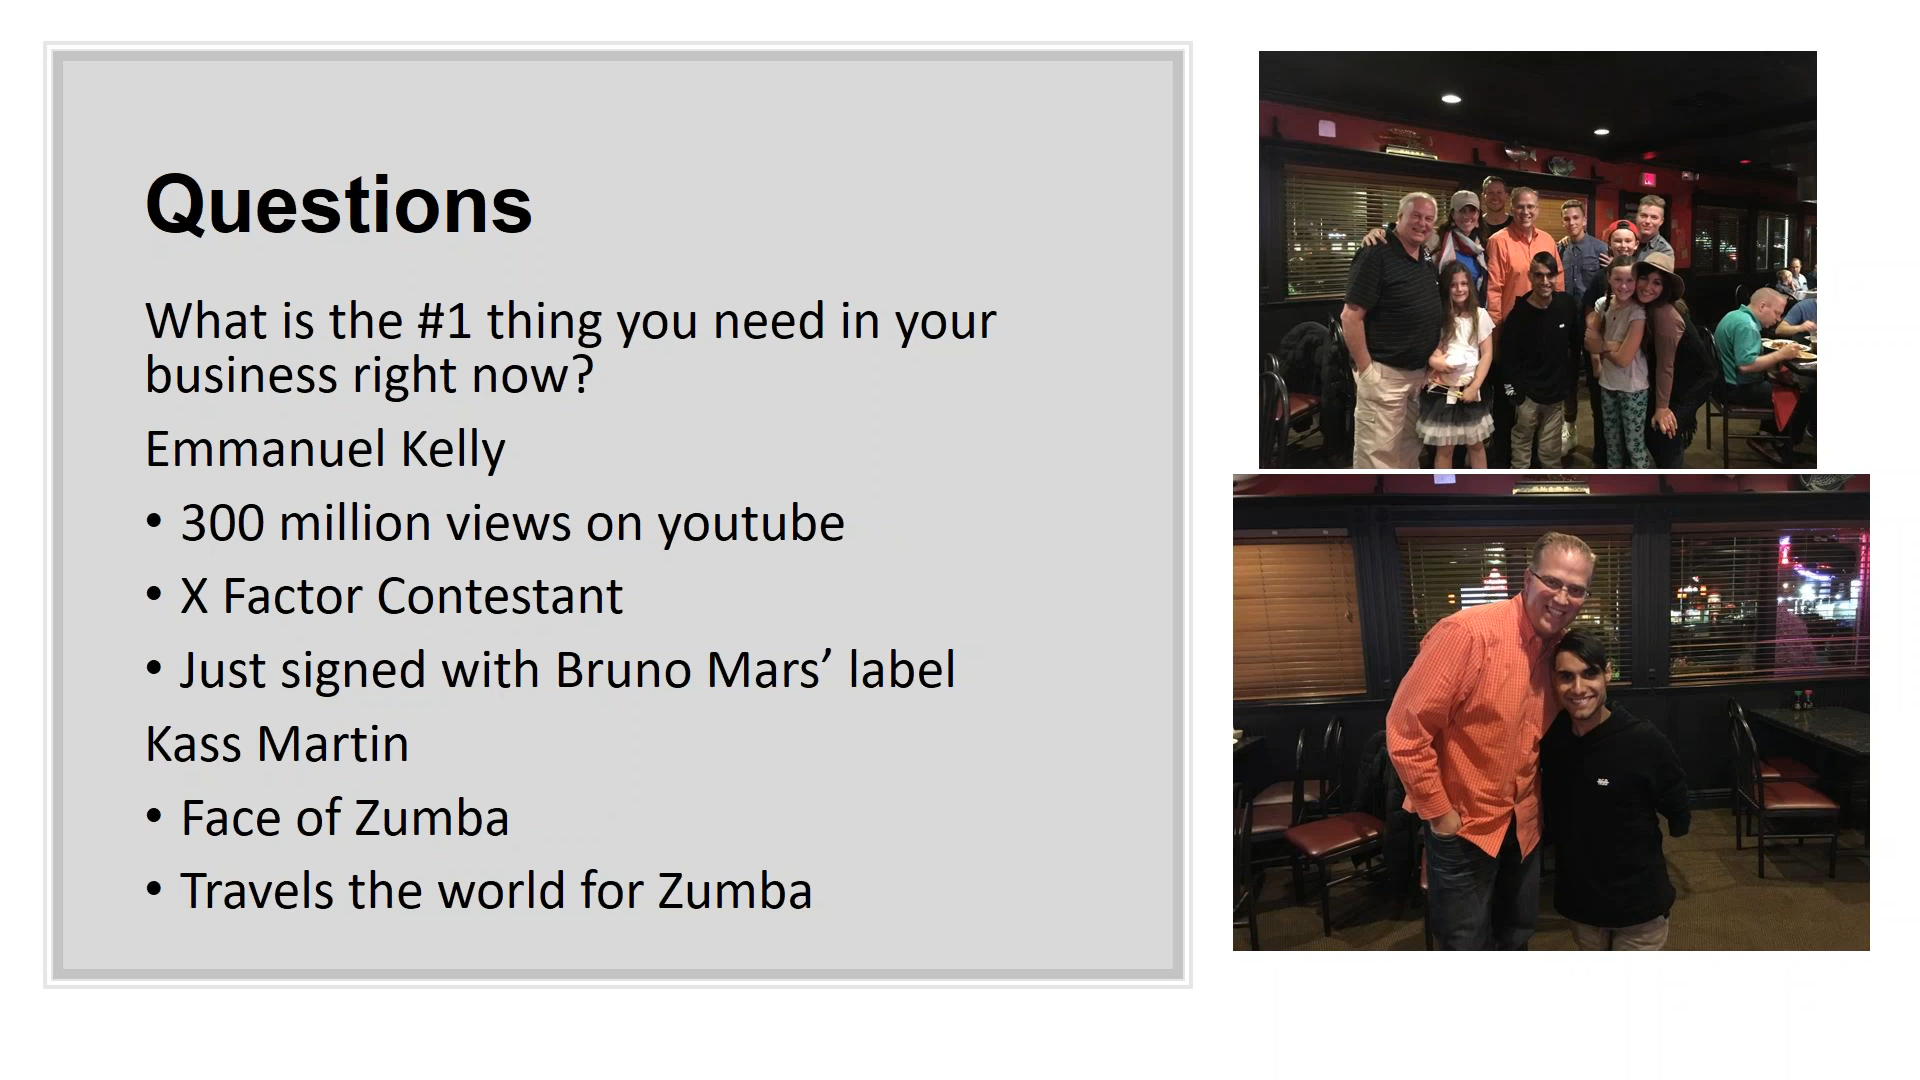 Questions
What is the #1 thing you need in your
business right now?
Emmanuel Kelly
• 300 million views on youtube
• X Factor Contestant
• Just signed with Bruno Mars’ label
Kass Martin
• Face of Zumba
• Travels the world for Zumba